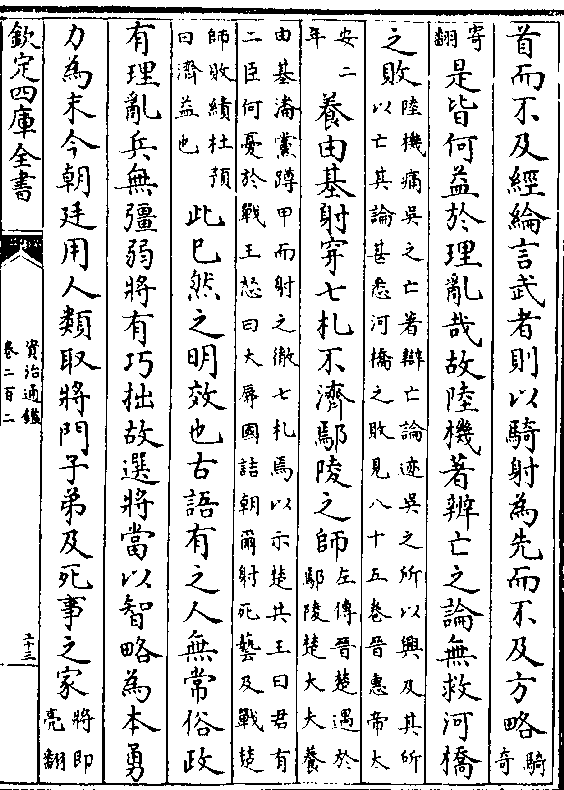 首而不及經綸言武者則以騎射為先而不及方略騎奇
寄翻是皆何益於理亂哉故陸機著辨亡之論無救河橋
之敗陸機痛吳之亡著辯亡論迹吳之所以興及其所
以亡其論甚悉河橋之敗見八十五卷晉惠帝太
安二年養由基射穿七札不濟鄢陵之師左傳晉楚遇於
鄢陵楚大夫養
由基潘黨蹲甲而射之徹七札焉以示楚共王曰君有
二臣何憂於戰王怒曰大辱國詰朝爾射死藝及戰楚
師敗績杜預曰濟益也此已然之明效也古語有之人無常俗政
有理亂兵無彊弱將有巧拙故選將當以智略為本勇
力為末今朝廷用人類取將門子弟及死事之家將即亮翻
欽定四庫全書
資治通鑑
卷二百二
二十三